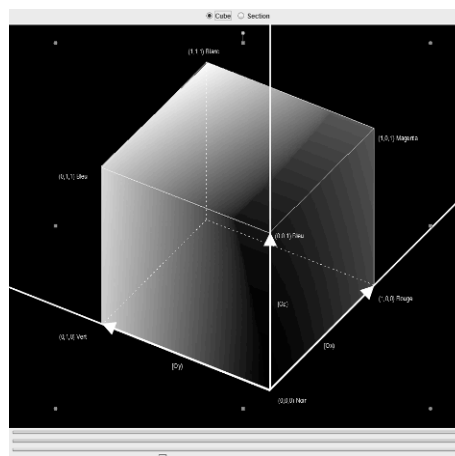 Cube Section
(1,1,1) Blanc
(1,0,1) Magenta
(0,1,1) Bleu
(0,0,1) Bleu
[Oz)
(1,0,0) Rouge
(0,1,0) Vert
[Ox)
[Oy)
(0,0,0) Noir